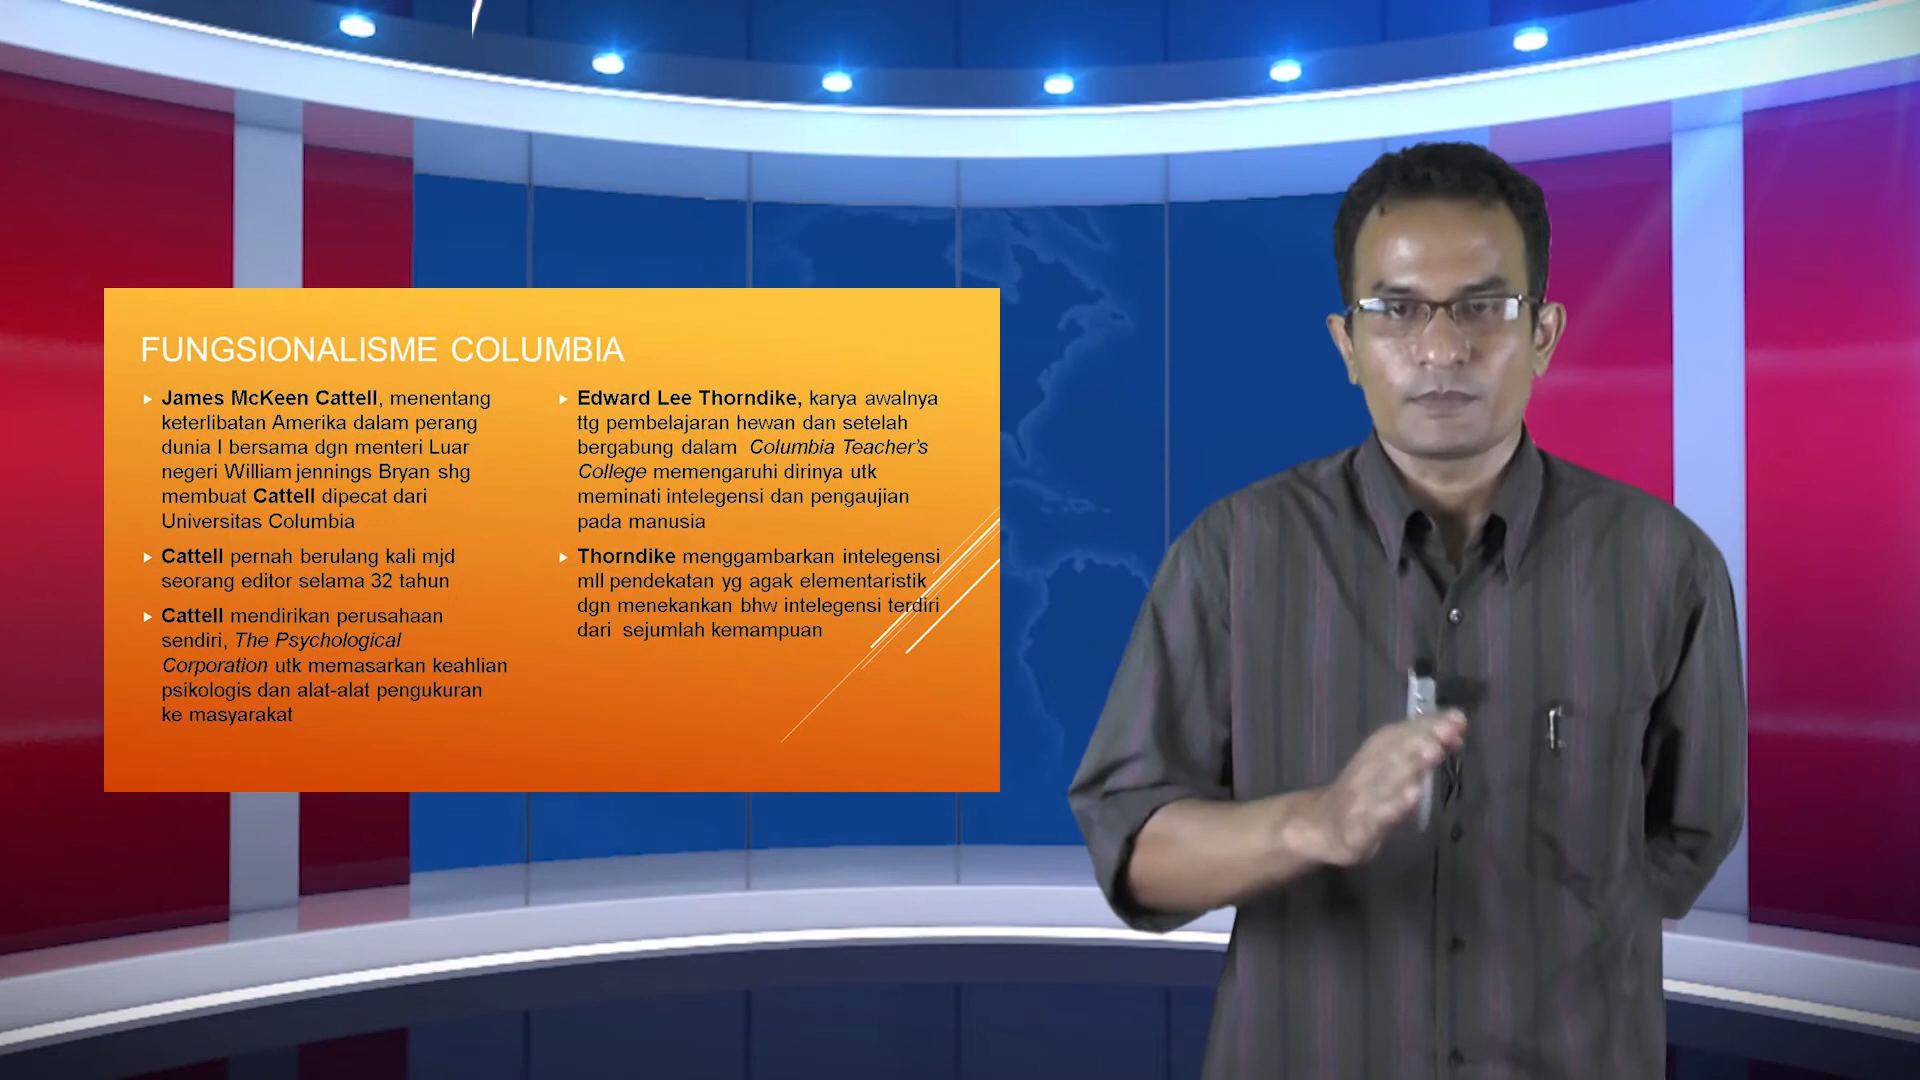 FUNGSIONALISME COLUMBIA
James McKeen Cattell, menentang
keterlibatan Amerika dalam perang
dunia I bersama dgn menteri Luar
negeri William jennings Bryan shg
membuat Cattell dipecat dari
Universitas Columbia
Cattell pernah berulang kali mjd
seorang editor selama 32 tahun
Cattell mendirikan perusahaan
sendiri, The Psychological
Corporation utk memasarkan keahlian
psikologis dan alat-alat pengukuran
ke masyarakat
Edward Lee Thorndike, karya awalnya
ttg pembelajaran hewan dan setelah
bergabung dalam Columbia Teacher's
College memengaruhi dirinya utk
meminati intelegensi dan pengaujian
pada manusia
Thorndike menggambarkan intelegensi
mll pendekatan yg agak elementaristik
dgn menekankan bhw intelegensi terdiri
dari sejumlah kemampuan